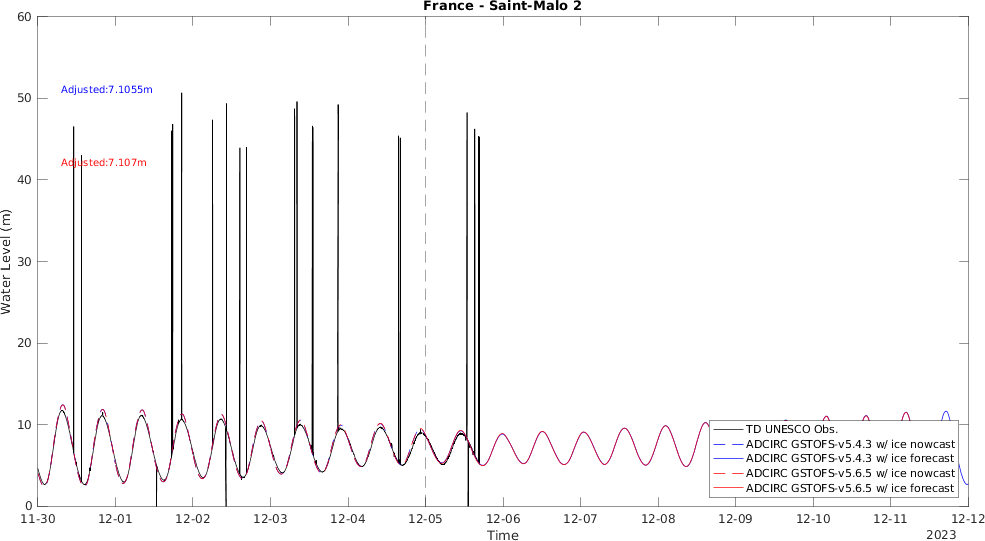 France - Saint-Malo 2
60
50
40
30
20
10
0
Water Level (m)
Adjusted:7.1055m
Adjusted:7.107m
TD UNESCO Obs.
ADCIRC GSTOFS-v5.4.3 w/ ice nowcast
ADCIRC GSTOFS-v5.4.3 w/ ice forecast
ADCIRC GSTOFS-v5.6.5 w/ ice nowcast
ADCIRC GSTOFS-v5.6.5 w/ ice forecast
11-30 12-01 12-02 12-03 12-04 12-05 12-06 12-07 12-08 12-09 12-10 12-11 12-12
Time
2023